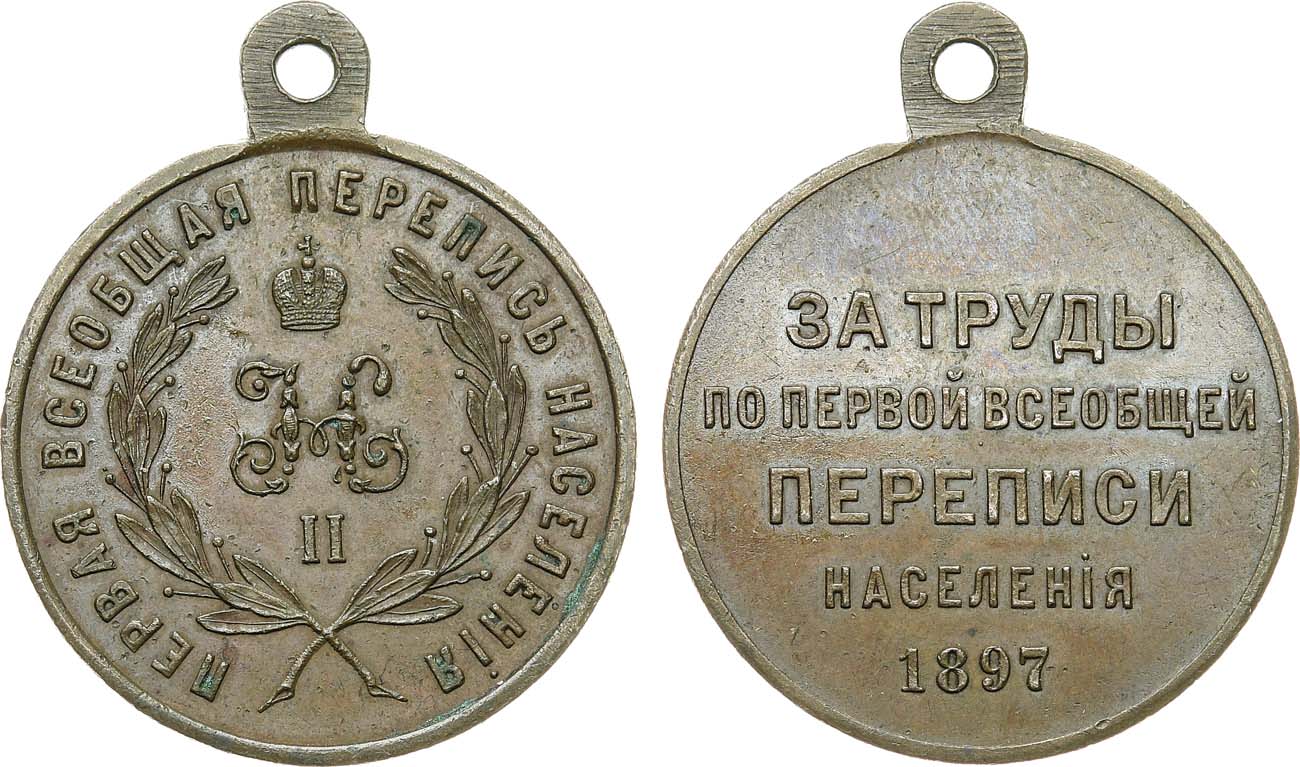 ПЕРВАЯ ВСЕОБЩАЯ ПЕРЕПИСЬ НАСЕЛЕНІЯ
Н
II
ЗА ТРУДЫ
ПО ПЕРВОЙ ВСЕОБЩЕЙ
ПЕРЕПИСИ
НАСЕЛЕНІЯ
1897